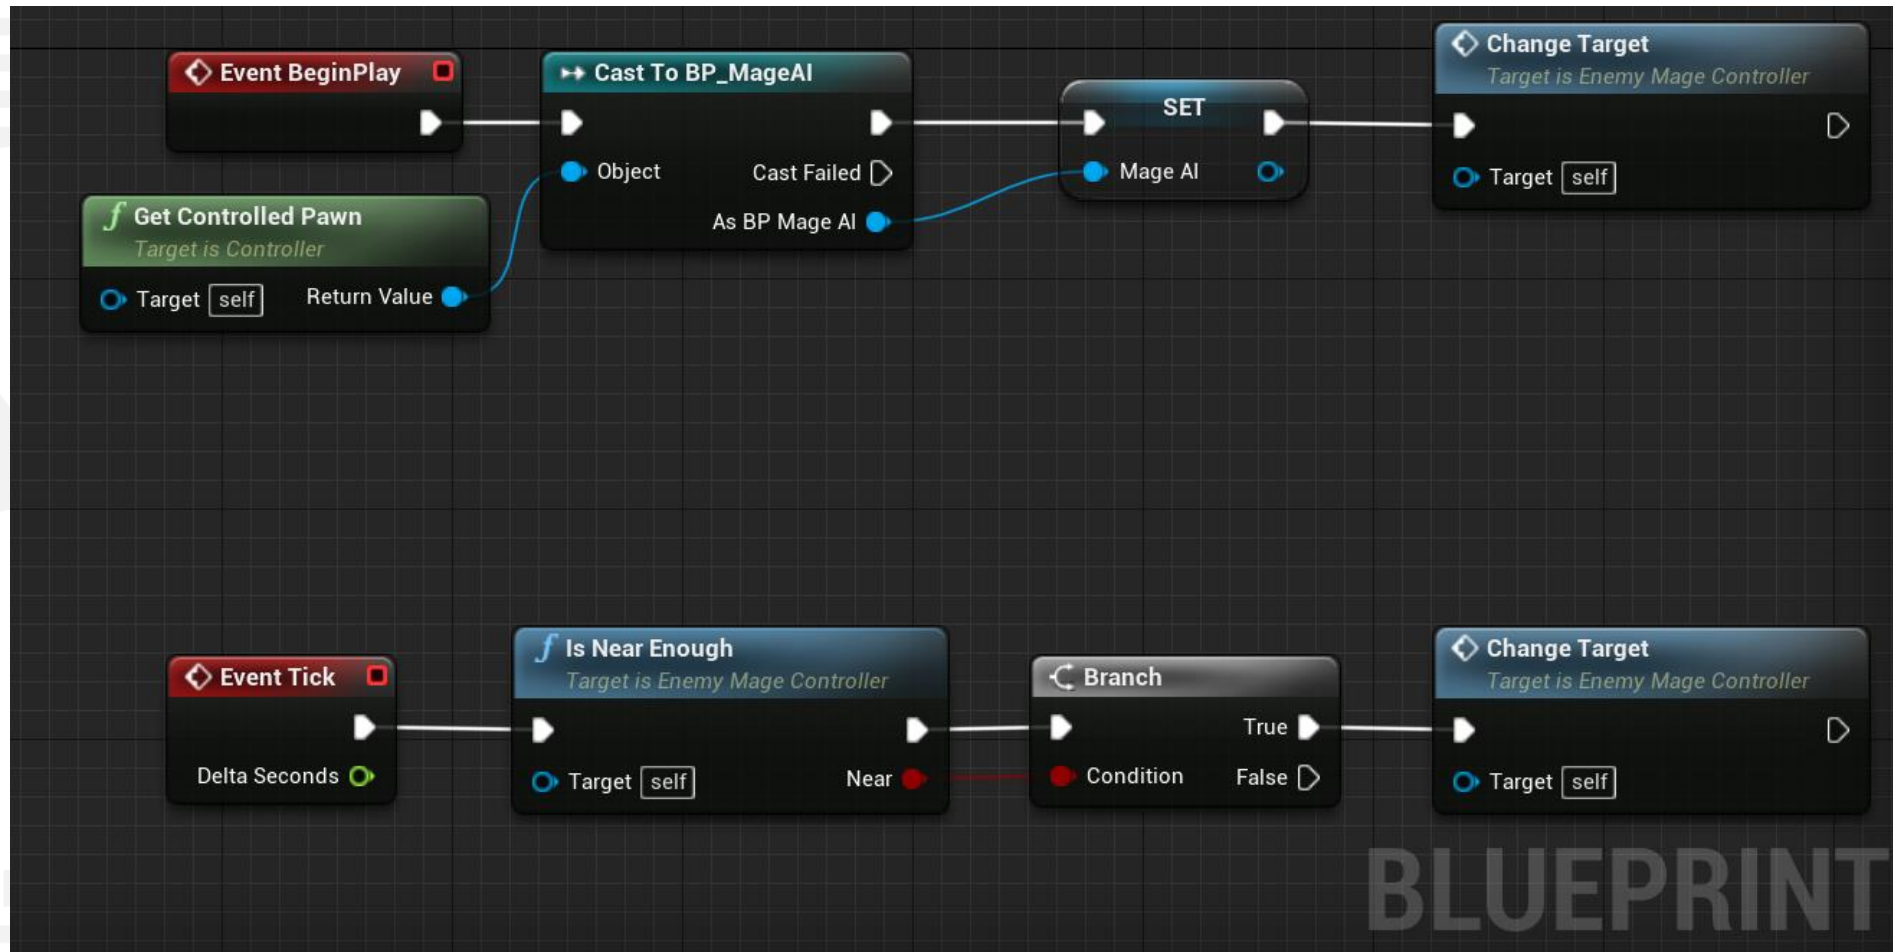 Event BeginPlay
Cast To BP_MageAI
Object
Cast Failed
As BP Mage AI
SET
Mage AI
Change Target
Target is Enemy Mage Controller
Target self
f Get Controlled Pawn
Target is Controller
Target self
Return Value
Event Tick
Delta Seconds
f Is Near Enough
Target is Enemy Mage Controller
Target self
Near
Branch
True
Condition
False
Change Target
Target is Enemy Mage Controller
Target self
BLUEPRINT